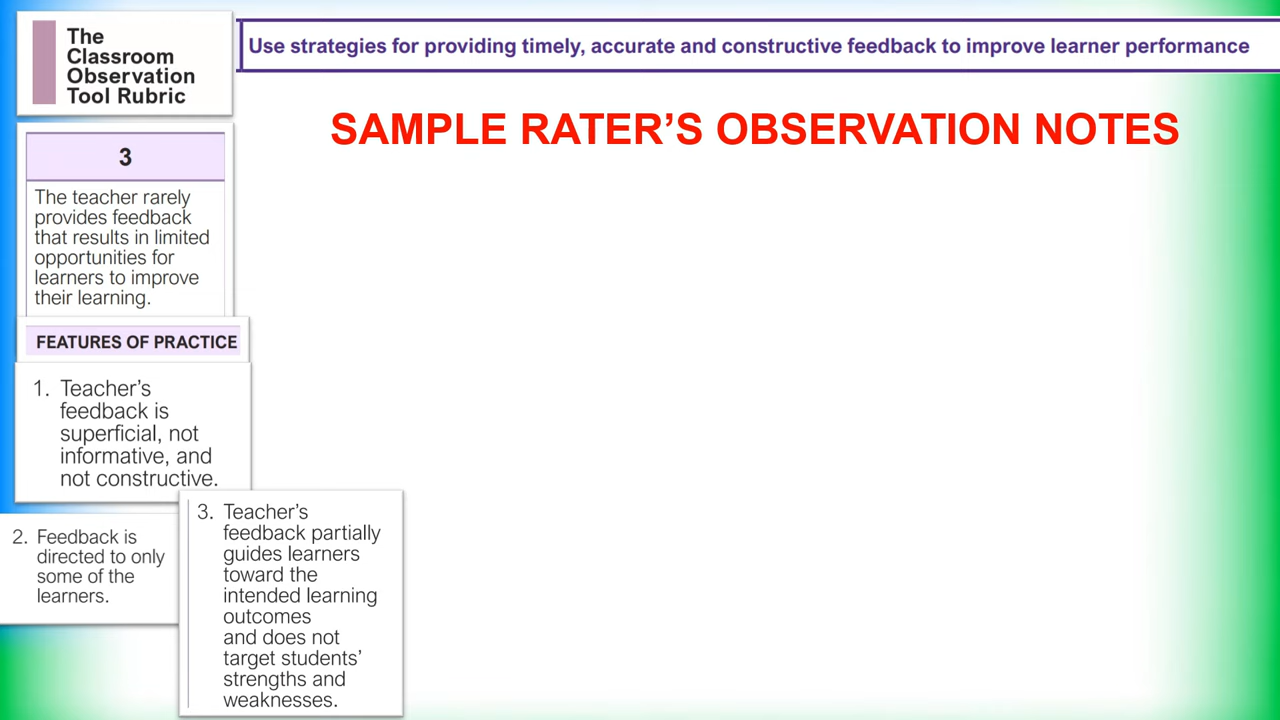 The
Classroom
Observation
Tool Rubric
Use strategies for providing timely, accurate and constructive feedback to improve learner performance
SAMPLE RATER’S OBSERVATION NOTES
3
The teacher rarely
provides feedback
that results in limited
opportunities for
learners to improve
their learning.
FEATURES OF PRACTICE
1. Teacher’s
feedback is
superficial, not
informative, and
not constructive.
2. Feedback is
directed to only
some of the
learners.
3. Teacher’s
feedback partially
guides learners
toward the
intended learning
outcomes
and does not
target students’
strengths and
weaknesses.